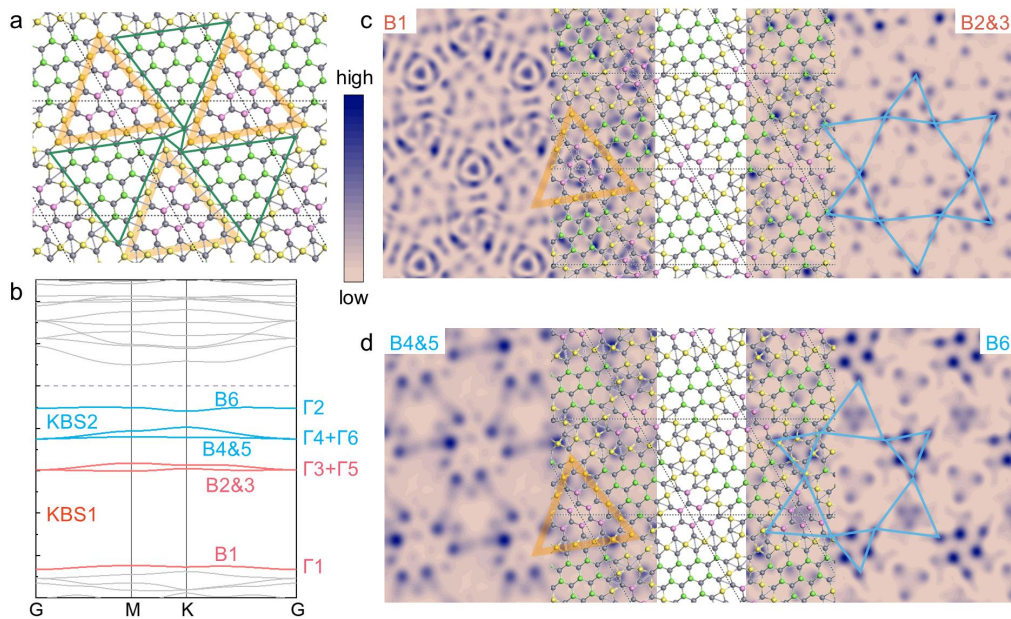 a
high
low
b
B6
KBS2
Γ2
Γ4+Γ6
B4&5
Γ3+Γ5
B2&3
KBS1
B1
Γ1
G M K G
c
B1
B2&3
d
B4&5
B6